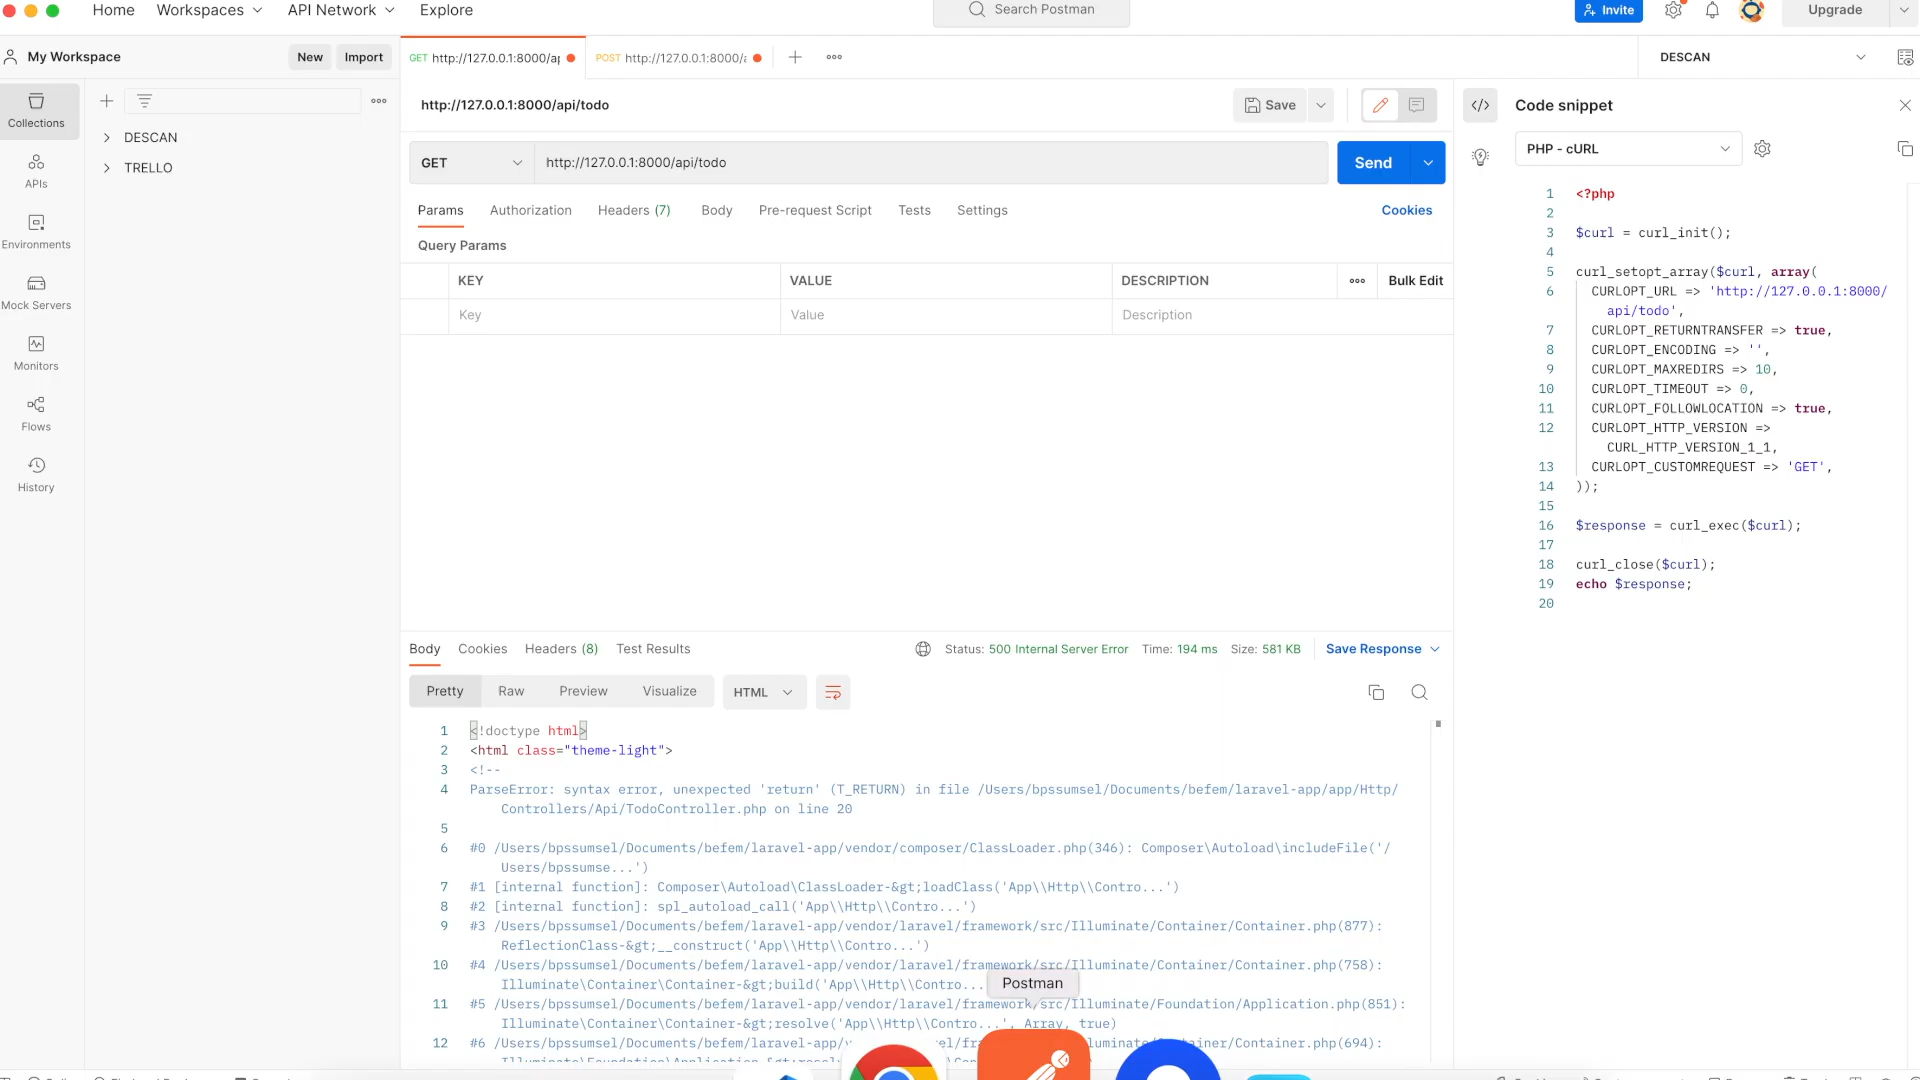 Home Workspaces API Network Explore Search Postman Invite Upgrade
My Workspace New Import GET http://127.0.0.1:8000/ap POST http://127.0.0.1:8000/a DESCAN
Collections
APIs
Environments
Mock Servers
Monitors
Flows
History
DESCAN
TRELLO
http://127.0.0.1:8000/api/todo Save
GET http://127.0.0.1:8000/api/todo Send
Params Authorization Headers (7) Body Pre-request Script Tests Settings Cookies
Query Params
KEY VALUE DESCRIPTION Bulk Edit
Key Value Description
Body Cookies Headers (8) Test Results Status: 500 Internal Server Error Time: 194 ms Size: 581 KB Save Response
Pretty Raw Preview Visualize HTML
1 <!doctype html>
2 <html class="theme-light">
3 <!--
4 ParseError: syntax error, unexpected 'return' (T_RETURN) in file /Users/bpssumsel/Documents/befem/laravel-app/app/Http/
Controllers/Api/TodoController.php on line 20
5
6 #0 /Users/bpssumsel/Documents/befem/laravel-app/vendor/composer/ClassLoader.php(346): Composer\Autoload\includeFile('/
Users/bpssumse...')
7 #1 [internal function]: Composer\Autoload\ClassLoader-&gt;loadClass('App\\Http\\Contro...')
8 #2 [internal function]: spl_autoload_call('App\\Http\\Contro...')
9 #3 /Users/bpssumsel/Documents/befem/laravel-app/vendor/laravel/framework/src/Illuminate/Container/Container.php(877):
ReflectionClass-&gt;__construct('App\\Http\\Contro...')
10 #4 /Users/bpssumsel/Documents/befem/laravel-app/vendor/laravel/framework/src/Illuminate/Container/Container.php(758):
Illuminate\Container\Container-&gt;build('App\\Http\\Contro...
11 #5 /Users/bpssumsel/Documents/befem/laravel-app/vendor/laravel/framework/src/Illuminate/Foundation/Application.php(851):
Illuminate\Container\Container-&gt;resolve('App\\Http\\Contro...', Array, true)
12 #6 /Users/bpssumsel/Documents/befem/laravel-app/v
Container/Container.php(694):
Postman
</> Code snippet
PHP - cURL
1 <?php
2
3 $curl = curl_init();
4
5 curl_setopt_array($curl, array(
6 CURLOPT_URL => 'http://127.0.0.1:8000/
api/todo',
7 CURLOPT_RETURNTRANSFER => true,
8 CURLOPT_ENCODING => '',
9 CURLOPT_MAXREDIRS => 10,
10 CURLOPT_TIMEOUT => 0,
11 CURLOPT_FOLLOWLOCATION => true,
12 CURLOPT_HTTP_VERSION =>
CURL_HTTP_VERSION_1_1,
13 CURLOPT_CUSTOMREQUEST => 'GET',
14 ));
15
16 $response = curl_exec($curl);
17
18 curl_close($curl);
19 echo $response;
20